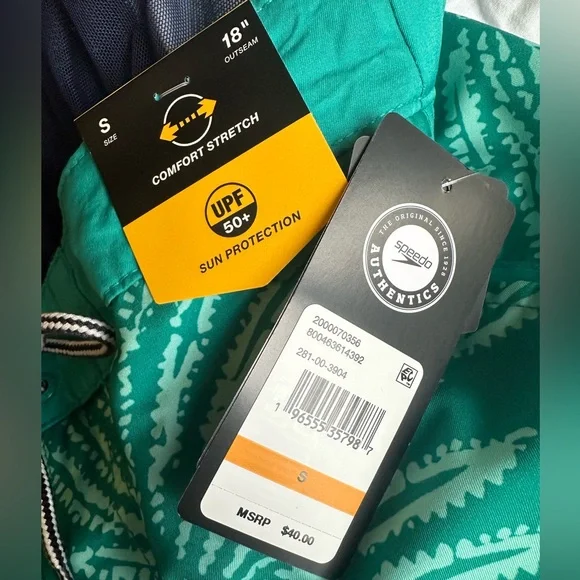 18"
OUTSEAM
S
SIZE
COMFORT STRETCH
UPF
50+
SUN PROTECTION
THE ORIGINAL SINCE 1928
speedo
AUTHENTICS
2000070356
800463614392
281-00-3904
1 96555 35798 7
S
MSRP $40.00